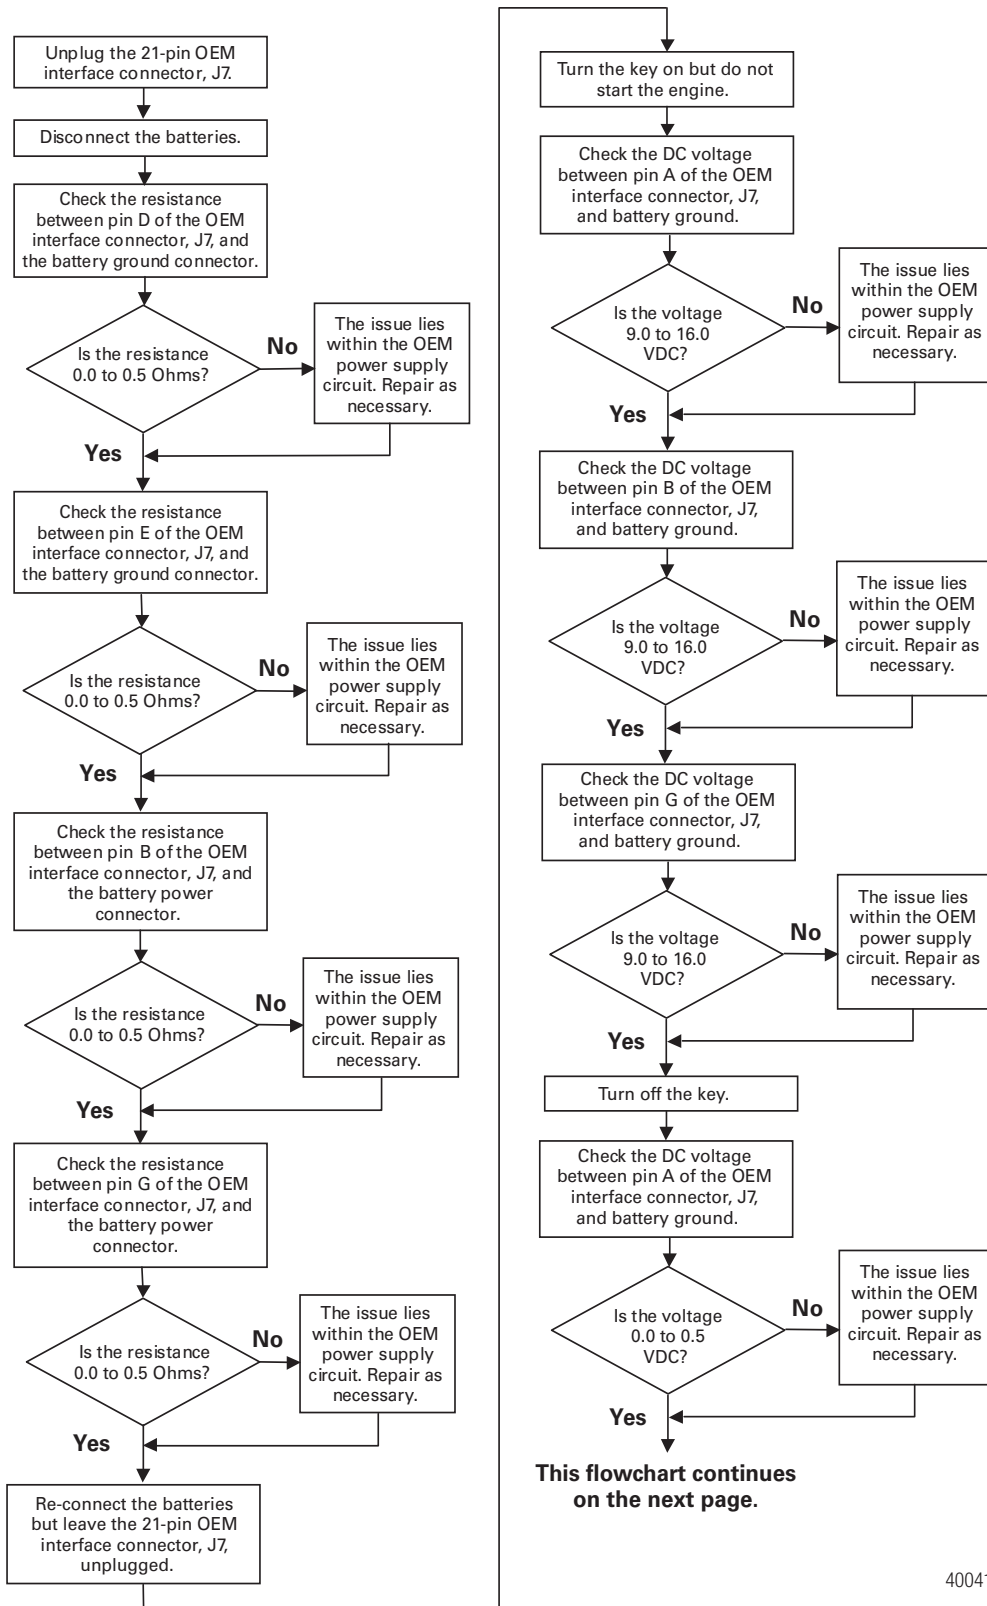 Unplug the 21-pin OEM
interface connector, J7.
Disconnect the batteries.
Check the resistance
between pin D of the OEM
interface connector, J7, and
the battery ground connector.
Is the resistance
0.0 to 0.5 Ohms?
No
The issue lies
within the OEM
power supply
circuit. Repair as
necessary.
Yes
Check the resistance
between pin E of the OEM
interface connector, J7, and
the battery ground connector.
Is the resistance
0.0 to 0.5 Ohms?
No
The issue lies
within the OEM
power supply
circuit. Repair as
necessary.
Yes
Check the resistance
between pin B of the OEM
interface connector, J7, and
the battery power
connector.
Is the resistance
0.0 to 0.5 Ohms?
No
The issue lies
within the OEM
power supply
circuit. Repair as
necessary.
Yes
Check the resistance
between pin G of the OEM
interface connector, J7, and
the battery power
connector.
Is the resistance
0.0 to 0.5 Ohms?
No
The issue lies
within the OEM
power supply
circuit. Repair as
necessary.
Yes
Re-connect the batteries
but leave the 21-pin OEM
interface connector, J7,
unplugged.
Turn the key on but do not
start the engine.
Check the DC voltage
between pin A of the OEM
interface connector, J7,
and battery ground.
Is the voltage
9.0 to 16.0
VDC?
No
The issue lies
within the OEM
power supply
circuit. Repair as
necessary.
Yes
Check the DC voltage
between pin B of the OEM
interface connector, J7,
and battery ground.
Is the voltage
9.0 to 16.0
VDC?
No
The issue lies
within the OEM
power supply
circuit. Repair as
necessary.
Yes
Check the DC voltage
between pin G of the OEM
interface connector, J7,
and battery ground.
Is the voltage
9.0 to 16.0
VDC?
No
The issue lies
within the OEM
power supply
circuit. Repair as
necessary.
Yes
Turn off the key.
Check the DC voltage
between pin A of the OEM
interface connector, J7,
and battery ground.
Is the voltage
0.0 to 0.5
VDC?
No
The issue lies
within the OEM
power supply
circuit. Repair as
necessary.
Yes
This flowchart continues
on the next page.
40041